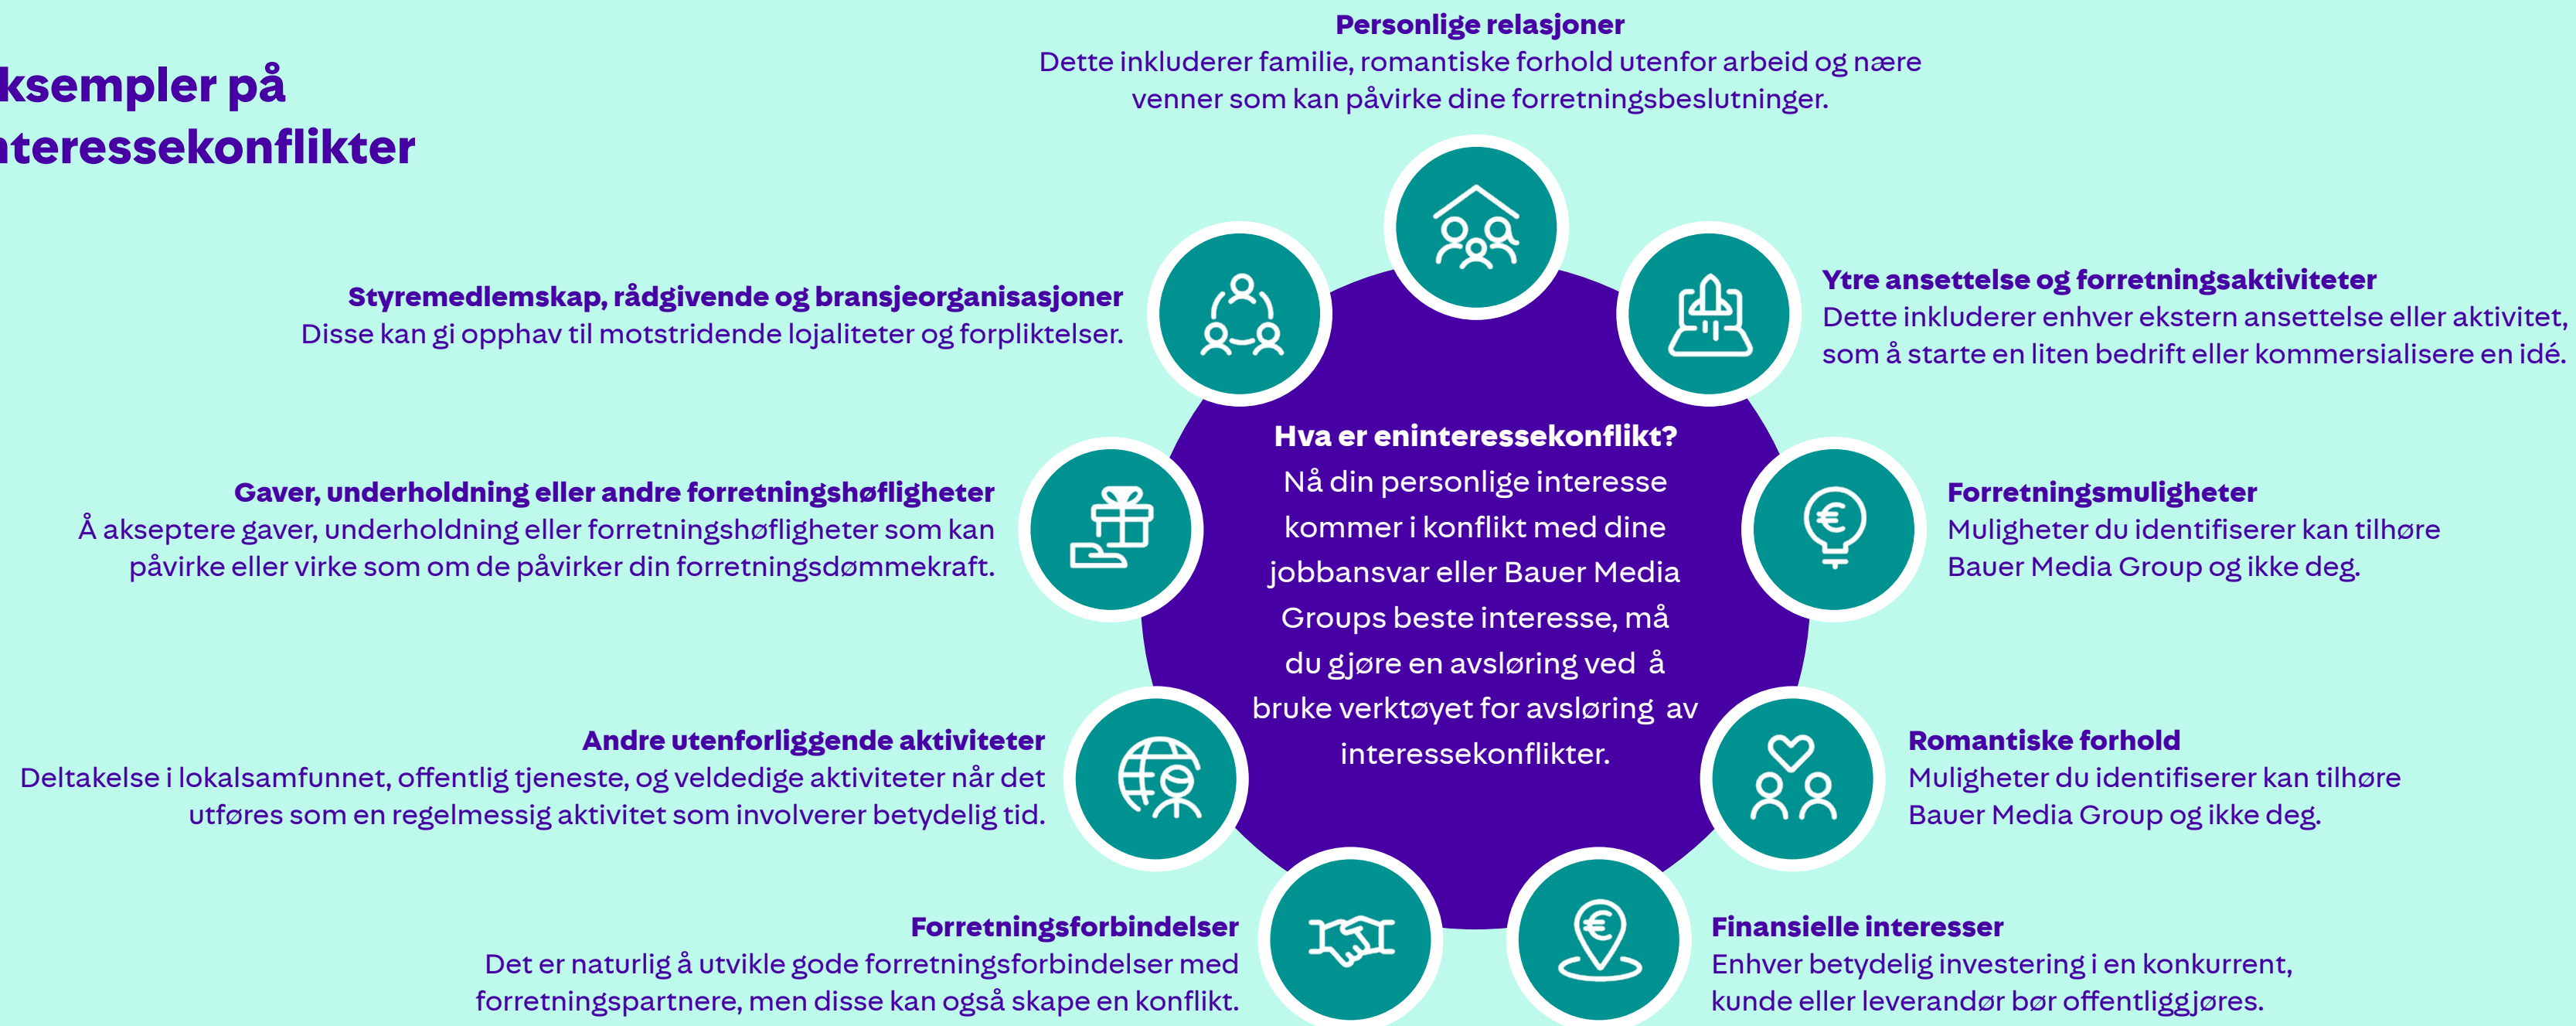 ksempler på
nteressekonflikter
Personlige relasjoner
Dette inkluderer familie, romantiske forhold utenfor arbeid og nære
venner som kan påvirke dine forretningsbeslutninger.
Ytre ansettelse og forretningsaktiviteter
Dette inkluderer enhver ekstern ansettelse eller aktivitet,
som å starte en liten bedrift eller kommersialisere en idé.
Forretningsmuligheter
Muligheter du identifiserer kan tilhøre
Bauer Media Group og ikke deg.
Romantiske forhold
Muligheter du identifiserer kan tilhøre
Bauer Media Group og ikke deg.
Finansielle interesser
Enhver betydelig investering i en konkurrent,
kunde eller leverandør bør offentliggjøres.
Forretningsforbindelser
Det er naturlig å utvikle gode forretningsforbindelser med
forretningspartnere, men disse kan også skape en konflikt.
Andre utenforliggende aktiviteter
Deltakelse i lokalsamfunnet, offentlig tjeneste, og veldedige aktiviteter når det
utføres som en regelmessig aktivitet som involverer betydelig tid.
Gaver, underholdning eller andre forretningshøfligheter
Å akseptere gaver, underholdning eller forretningshøfligheter som kan
påvirke eller virke som om de påvirker din forretningsdømmekraft.
Styremedlemskap, rådgivende og bransjeorganisasjoner
Disse kan gi opphav til motstridende lojaliteter og forpliktelser.
Hva er eninteressekonflikt?
Nå din personlige interesse
kommer i konflikt med dine
jobbansvar eller Bauer Media
Groups beste interesse, må
du gjøre en avsløring ved å
bruke verktøyet for avsløring av
interessekonflikter.
€
€